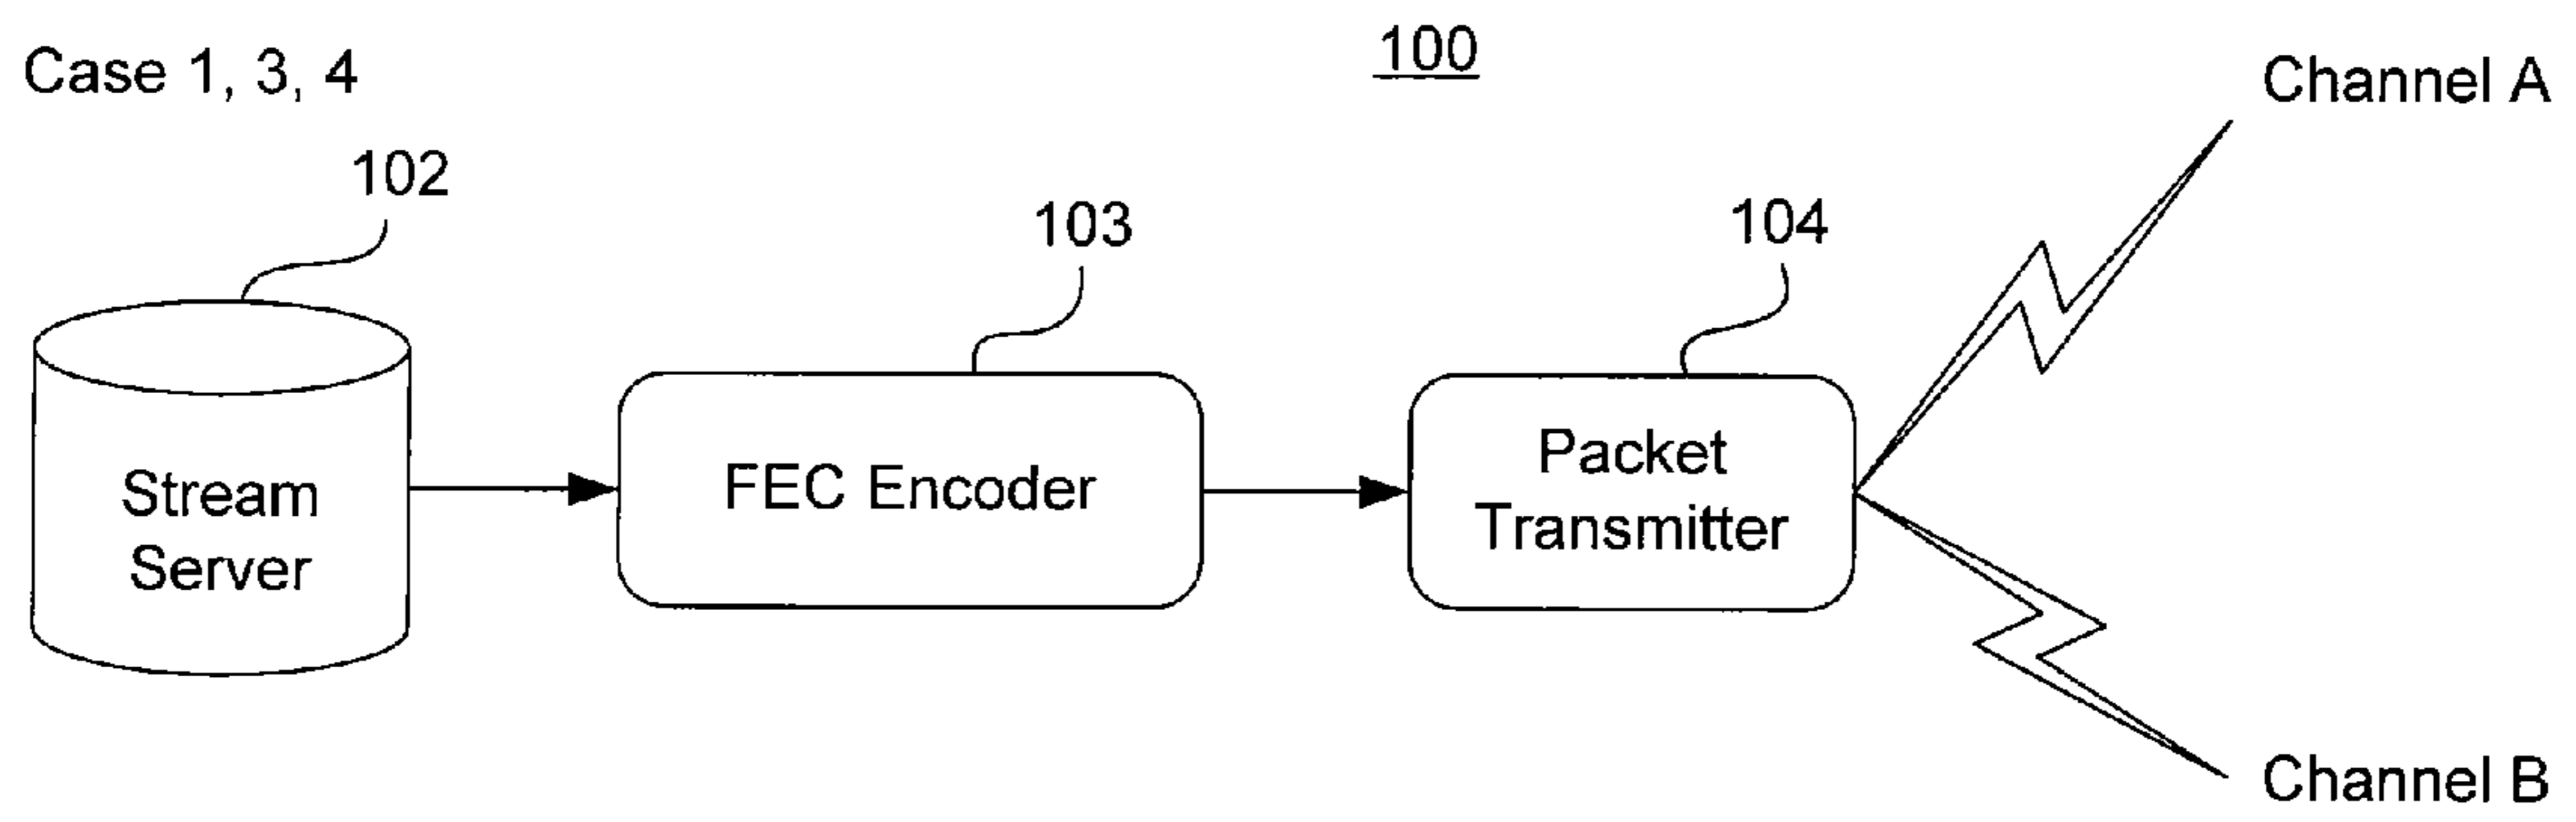 Case 1, 3, 4
100
Channel A
102
103
104
Stream
Server
FEC Encoder
Packet
Transmitter
Channel B